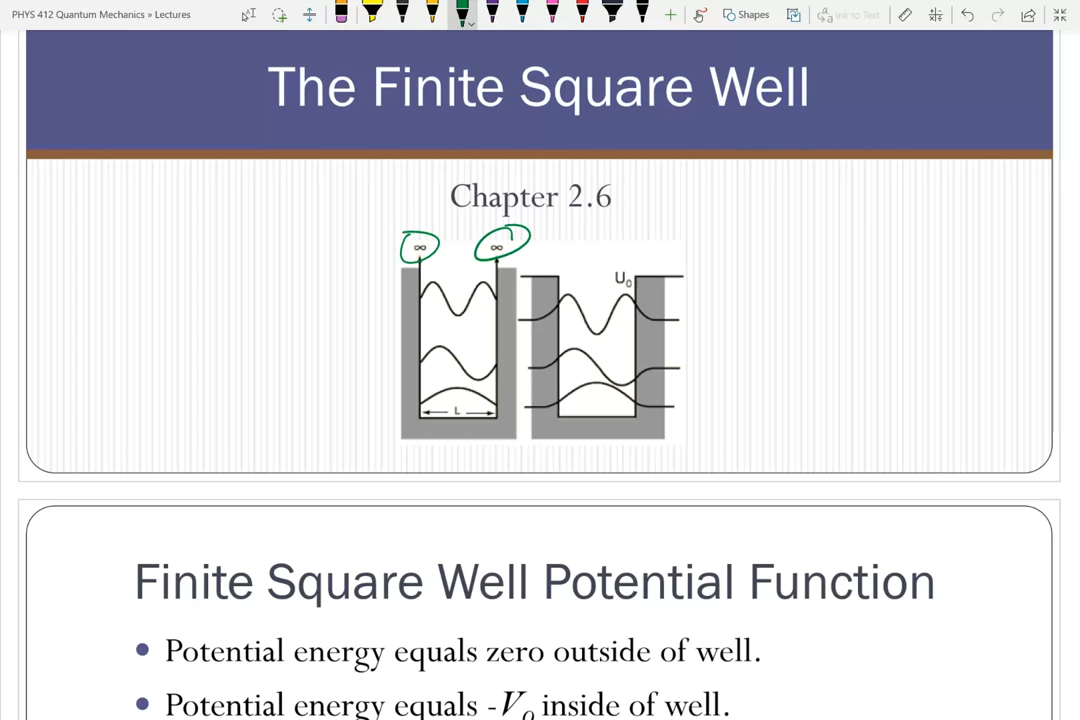 PHYS 412 Quantum Mechanics » Lectures
Shapes
Ink to Text
The Finite Square Well
Chapter 2.6
∞ ∞
U₀
L
Finite Square Well Potential Function
• Potential energy equals zero outside of well.
• Potential energy equals -V₀ inside of well.